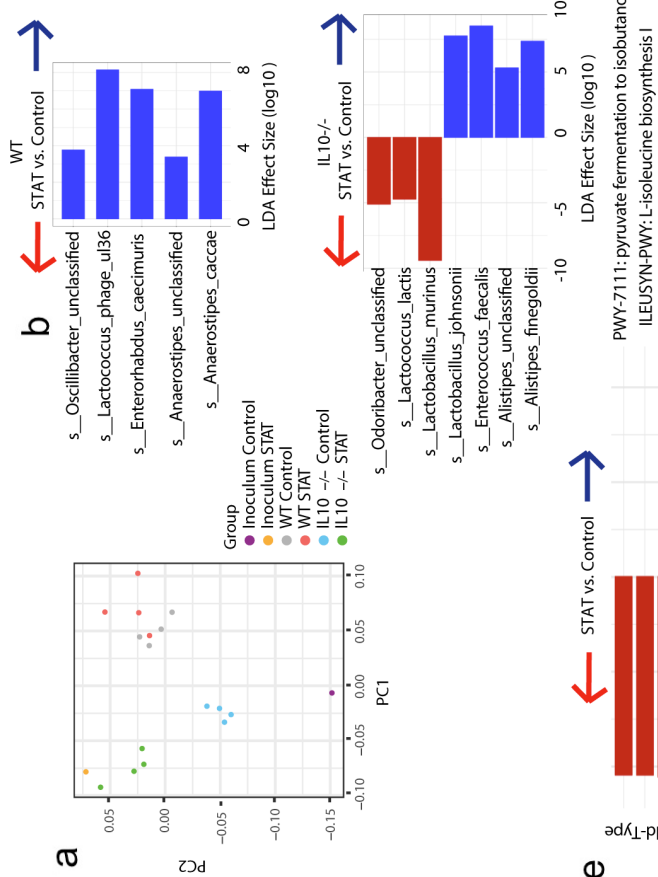 a
PC2
0.05
0.00
−0.05
−0.10
−0.15
−0.10
−0.05
0.00
0.05
0.10
PC1
Group
Inoculum Control
Inoculum STAT
WT Control
WT STAT
IL10 −/− Control
IL10 −/− STAT
b
WT
STAT vs. Control
s__Oscillibacter_unclassified
s__Lactococcus_phage_ul36
s__Enterorhabdus_caecimuris
s__Anaerostipes_unclassified
s__Anaerostipes_caccae
0
4
8
LDA Effect Size (log10 )
IL10-/-
STAT vs. Control
s__Odoribacter_unclassified
s__Lactococcus_lactis
s__Lactobacillus_murinus
s__Lactobacillus_johnsonii
s__Enterococcus_faecalis
s__Alistipes_unclassified
s__Alistipes_finegoldii
-10
-5
0
5
10
LDA Effect Size (log10 )
e
STAT vs. Control
ld-Type
PWY-7111: pyruvate fermentation to isobutanc
ILEUSYN-PWY: L-isoleucine biosynthesis I